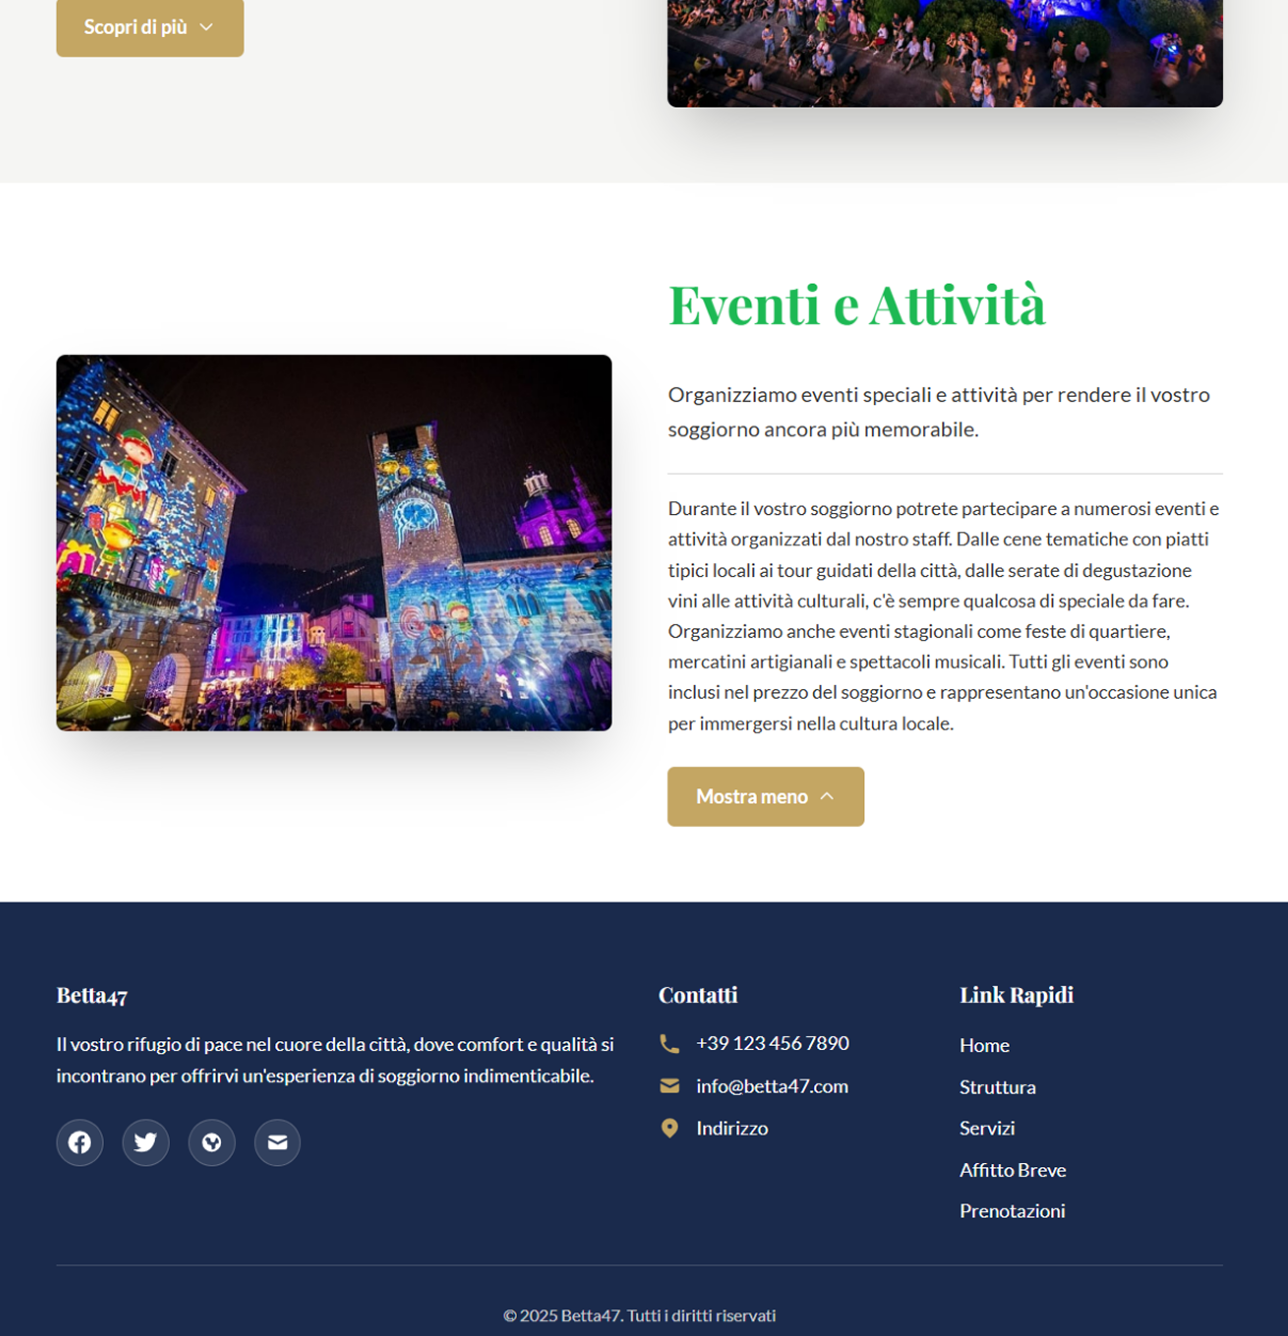 Scopri di più
Eventi e Attività
Organizziamo eventi speciali e attività per rendere il vostro
soggiorno ancora più memorabile.
Durante il vostro soggiorno potrete partecipare a numerosi eventi e
attività organizzati dal nostro staff. Dalle cene tematiche con piatti
tipici locali ai tour guidati della città, dalle serate di degustazione
vini alle attività culturali, c'è sempre qualcosa di speciale da fare.
Organizziamo anche eventi stagionali come feste di quartiere,
mercatini artigianali e spettacoli musicali. Tutti gli eventi sono
inclusi nel prezzo del soggiorno e rappresentano un'occasione unica
per immergersi nella cultura locale.
Mostra meno
Betta47
Il vostro rifugio di pace nel cuore della città, dove comfort e qualità si
incontrano per offrirvi un'esperienza di soggiorno indimenticabile.
Contatti
+39 123 456 7890
info@betta47.com
Indirizzo
Link Rapidi
Home
Struttura
Servizi
Affitto Breve
Prenotazioni
© 2025 Betta47. Tutti i diritti riservati